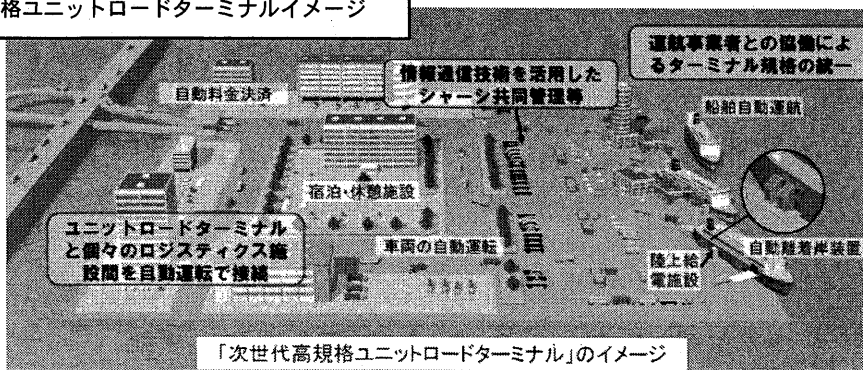 格ユニットロードターミナルイメージ
運航事業者との協働によ
るターミナル規格の統一
情報通信技術を活用した
シャーシ共同管理等
自動料金決済
船舶自動運航
宿泊・休憩施設
ユニットロードターミナル
と個々のロジスティクス施
設間を自動運転で接続
車両の自動運転
陸上給
電施設
自動離着岸装置
「次世代高規格ユニットロードターミナル」のイメージ